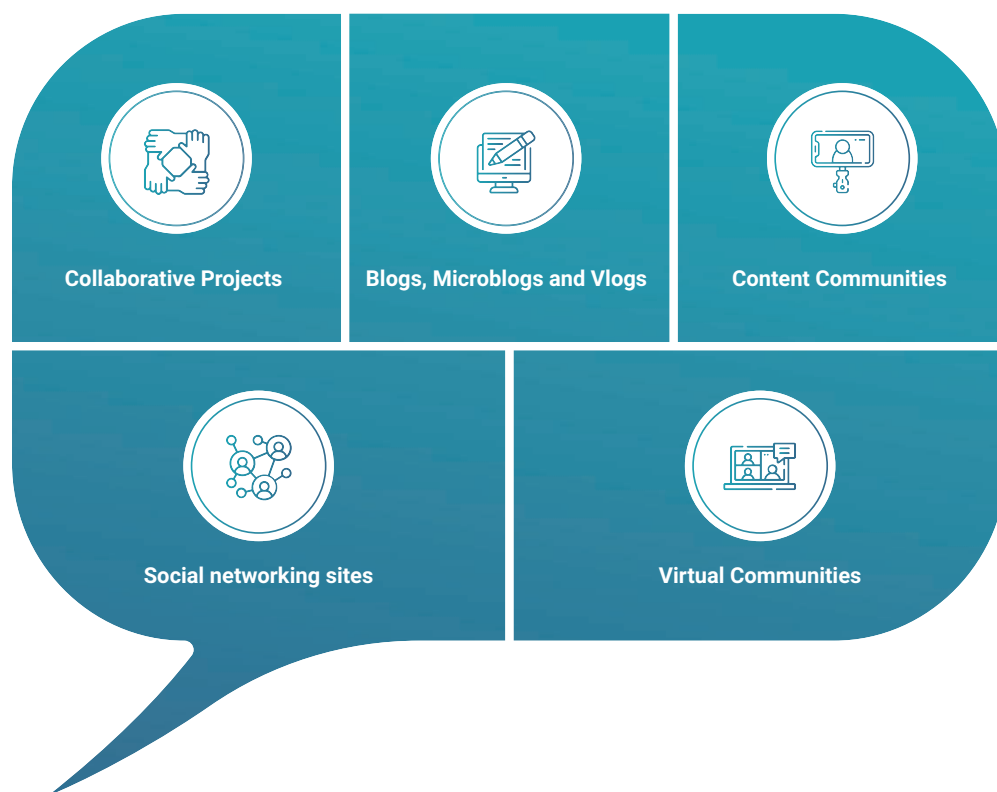 Collaborative Projects
Blogs, Microblogs and Vlogs
Content Communities
Social networking sites
Virtual Communities